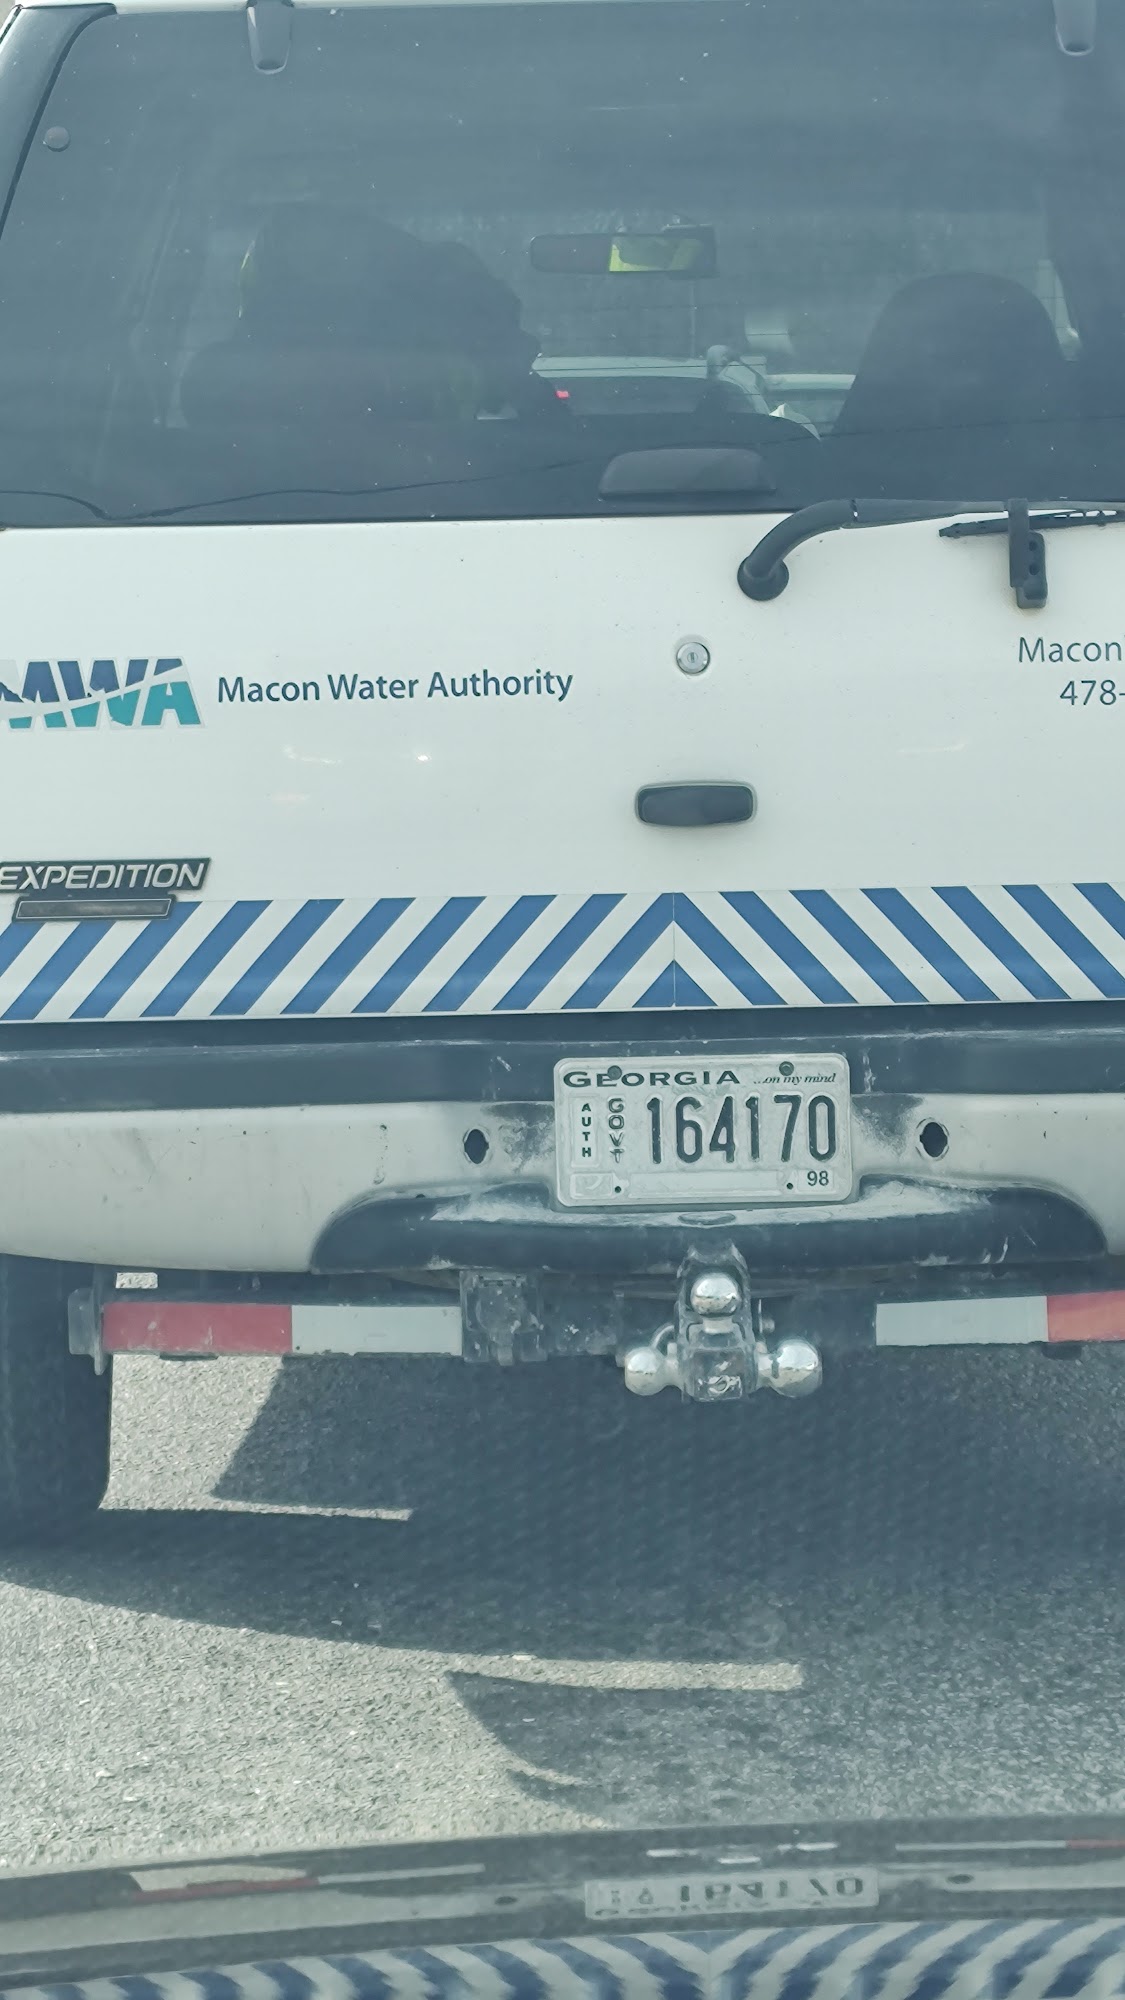 MWA Macon Water Authority
Macon
478-
EXPEDITION
GEORGIA ...on my mind
AUTH GOVT 164170
98